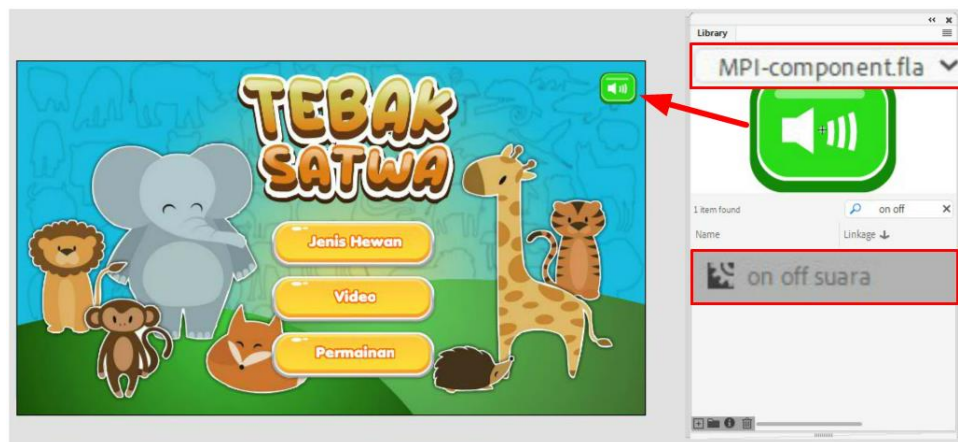 Library
MPI-component.fla
TEBAK
SATWA
Jenis Hewan
Video
Permainan
1 item found
on off
Name
Linkage
on off suara